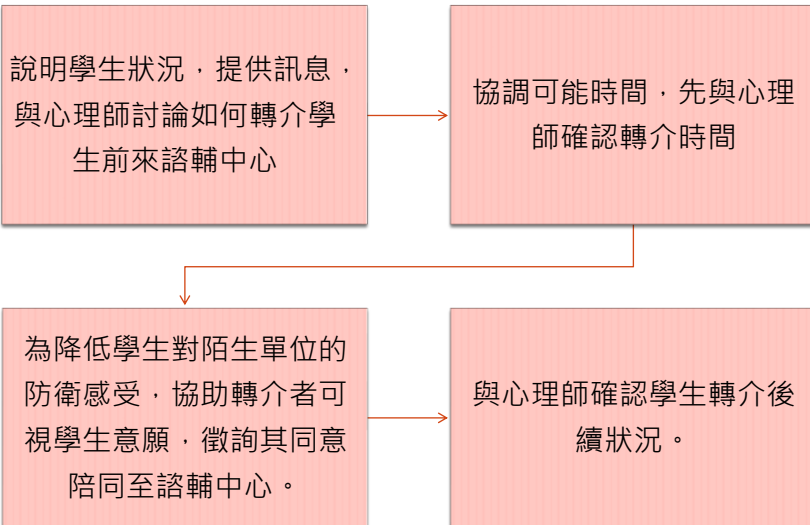 說明學生狀況，提供訊息，
與心理師討論如何轉介學
生前來諮輔中心
協調可能時間，先與心理
師確認轉介時間
為降低學生對陌生單位的
防衛感受，協助轉介者可
視學生意願，徵詢其同意
陪同至諮輔中心。
與心理師確認學生轉介後
續狀況。